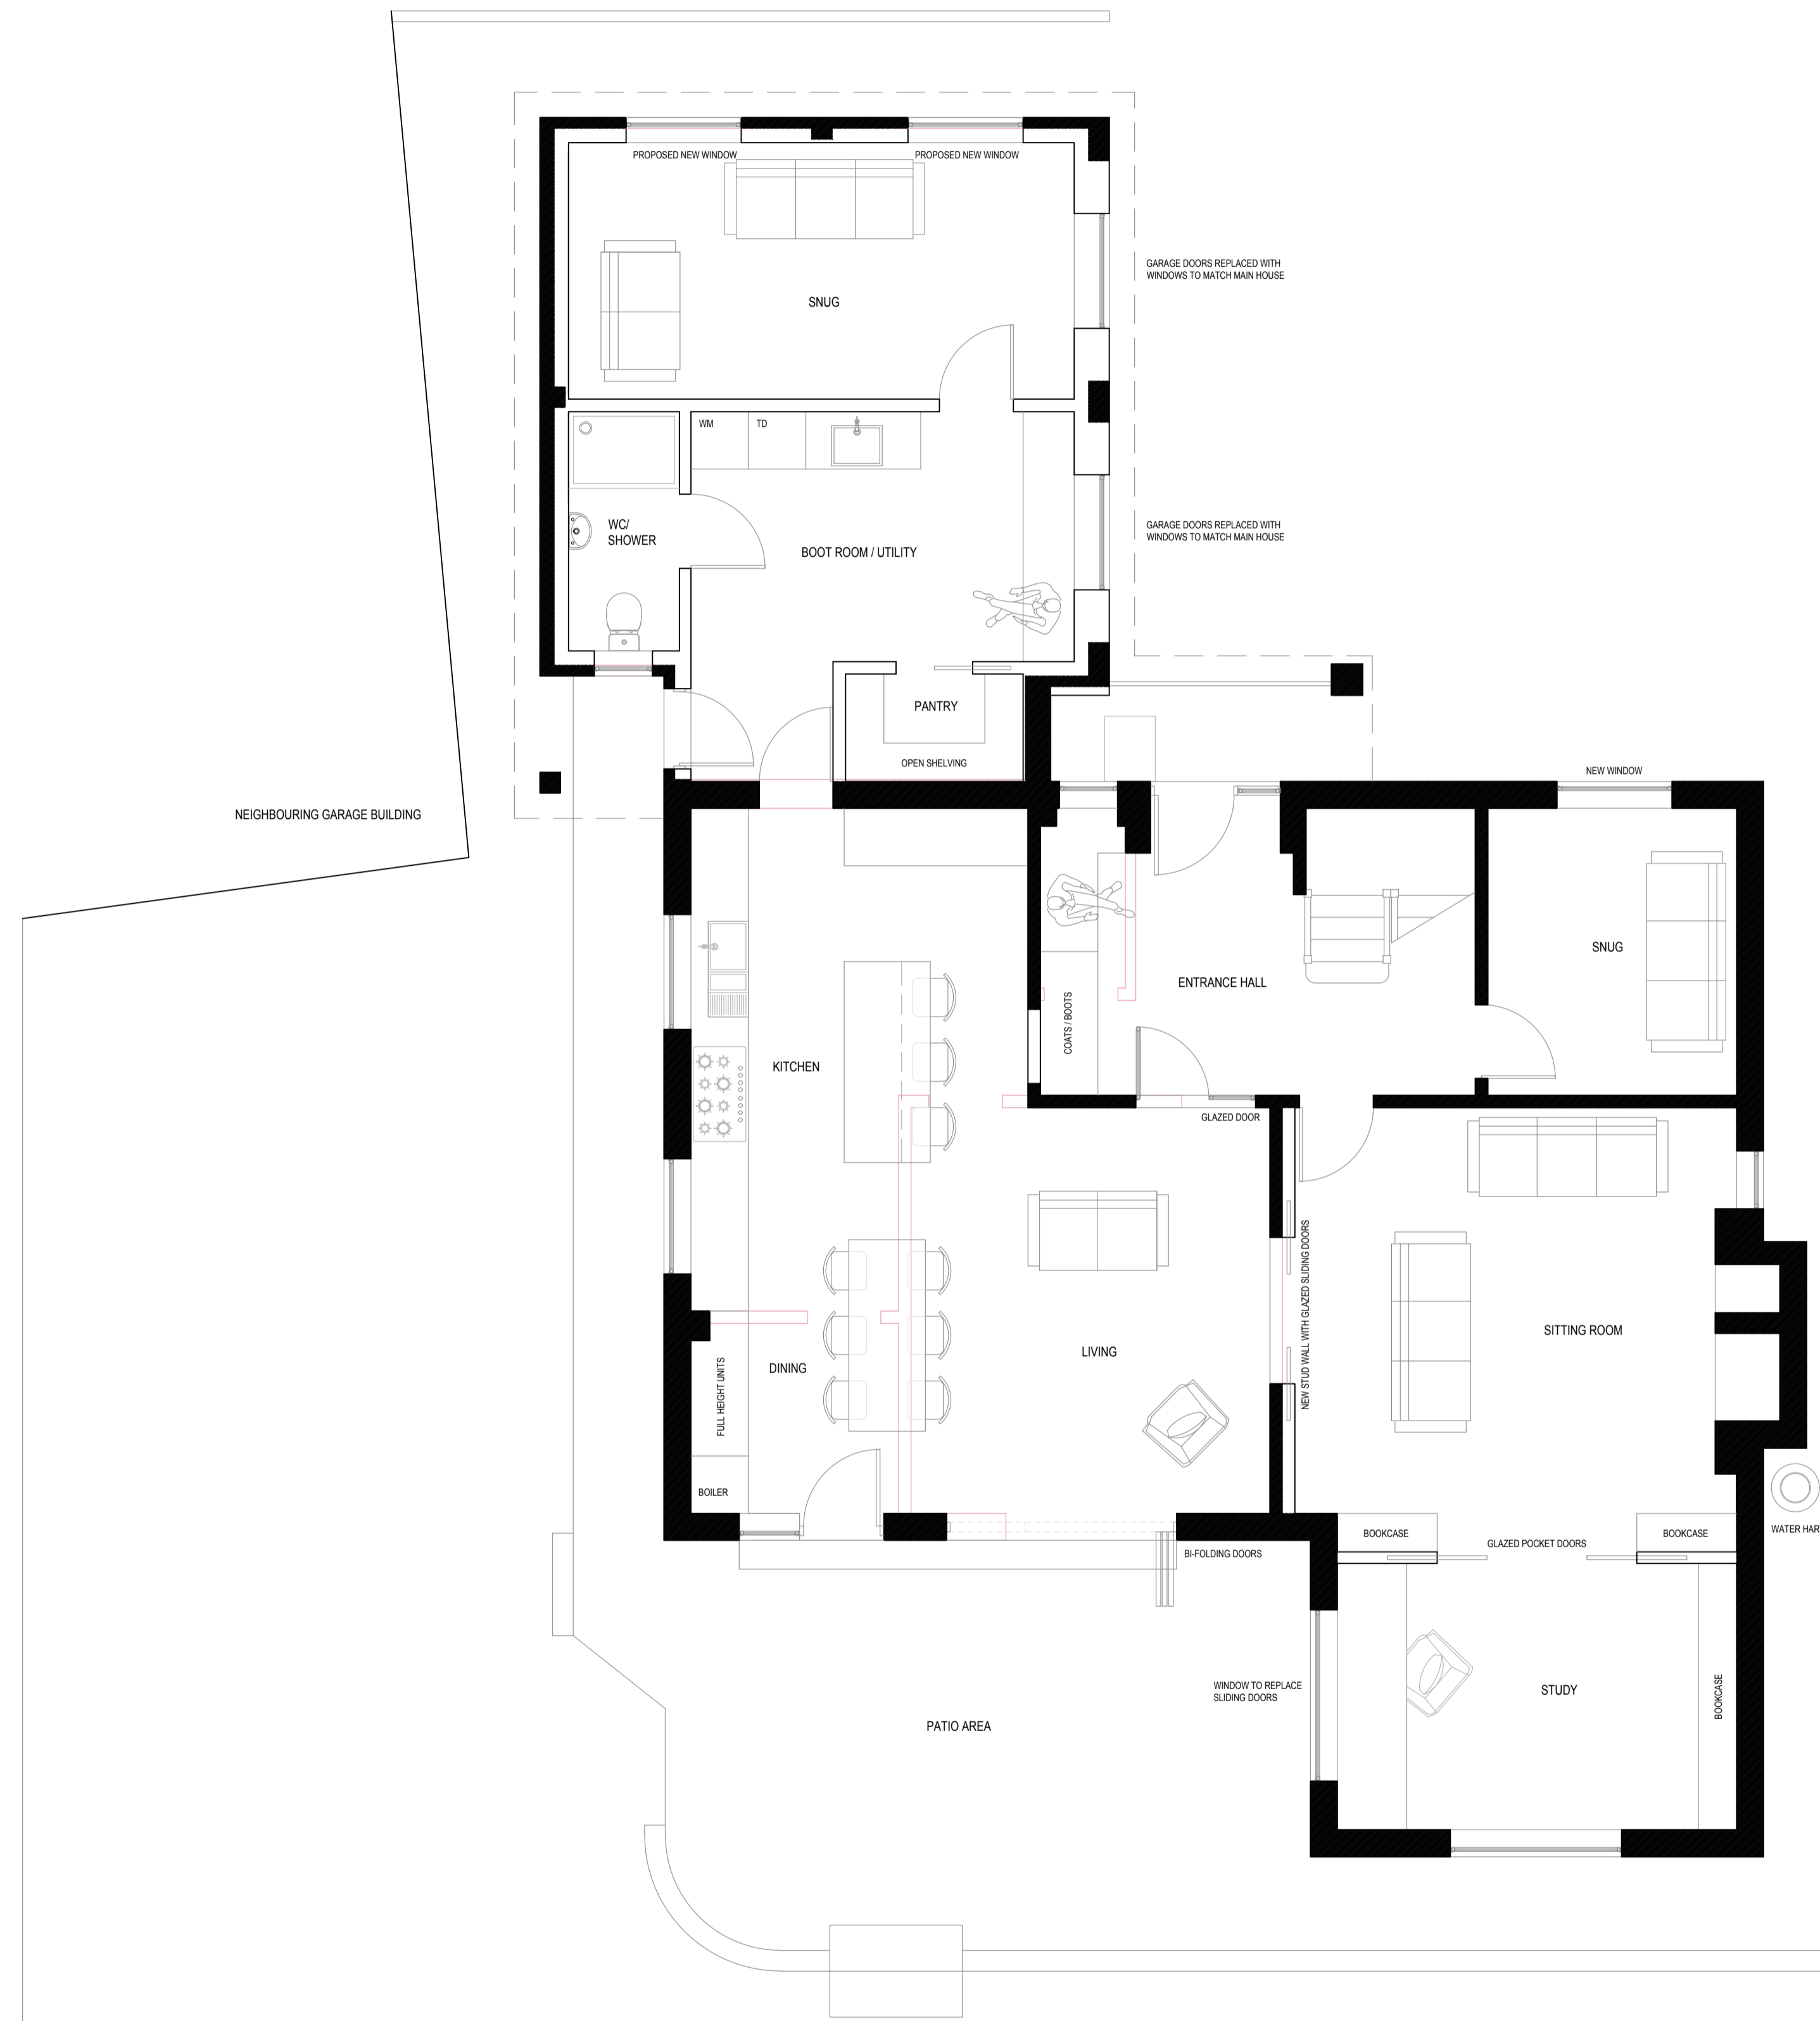 PROPOSED NEW WINDOW
PROPOSED NEW WINDOW
GARAGE DOORS REPLACED WITH
WINDOWS TO MATCH MAIN HOUSE
SNUG
WM
TD
WC/
SHOWER
BOOT ROOM / UTILITY
GARAGE DOORS REPLACED WITH
WINDOWS TO MATCH MAIN HOUSE
PANTRY
OPEN SHELVING
NEW WINDOW
NEIGHBOURING GARAGE BUILDING
SNUG
ENTRANCE HALL
COATS / BOOTS
KITCHEN
GLAZED DOOR
NEW STUD WALL WITH GLAZED SLIDING DOORS
SITTING ROOM
LIVING
DINING
FULL HEIGHT UNITS
BOILER
BOOKCASE
BOOKCASE
WATER HAR
GLAZED POCKET DOORS
BI-FOLDING DOORS
WINDOW TO REPLACE
SLIDING DOORS
STUDY
BOOKCASE
PATIO AREA